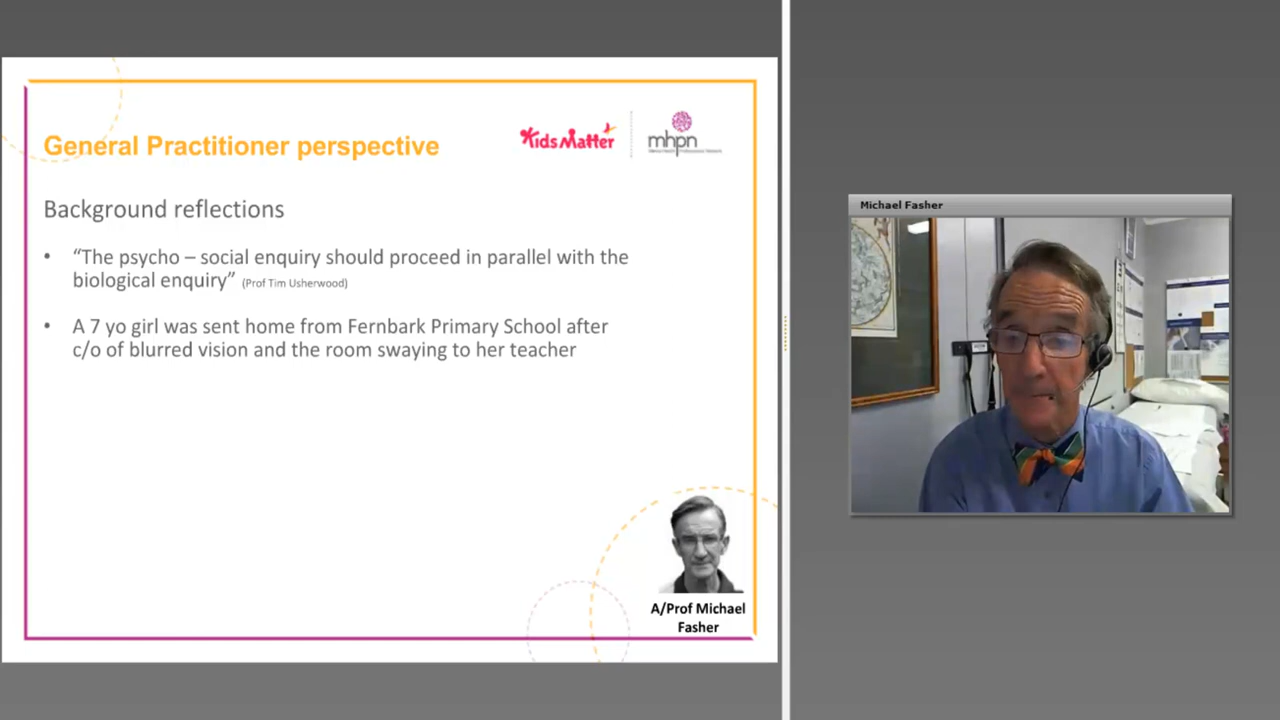 General Practitioner perspective
KidsMatter
mhpn
Background reflections
• “The psycho – social enquiry should proceed in parallel with the
biological enquiry” (Prof Tim Usherwood)
• A 7 yo girl was sent home from Fernbark Primary School after
c/o of blurred vision and the room swaying to her teacher
A/Prof Michael
Fasher
Michael Fasher